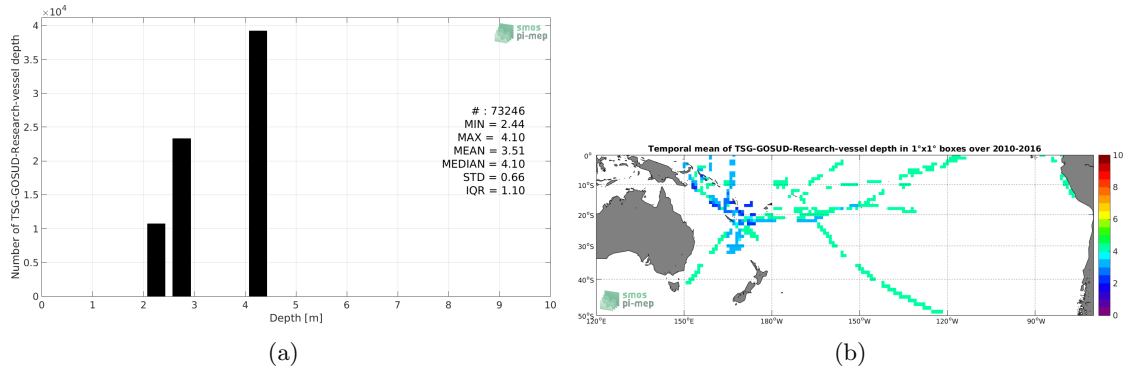 ×10⁴
4
3.5
3
2.5
2
1.5
1
0.5
0
Number of TSG-GOSUD-Research-vessel depth
smos
pi-mep
# : 73246
MIN = 2.44
MAX = 4.10
MEAN = 3.51
MEDIAN = 4.10
STD = 0.66
IQR = 1.10
0 1 2 3 4 5 6 7 8 9 10
Depth [m]
(a)
Temporal mean of TSG-GOSUD-Research-vessel depth in 1°x1° boxes over 2010-2016
0°
10°S
20°S
30°S
40°S
50°S
smos
pi-mep
120°E 150°E 180°W 150°W 120°W 90°W
10
8
6
4
2
0
(b)